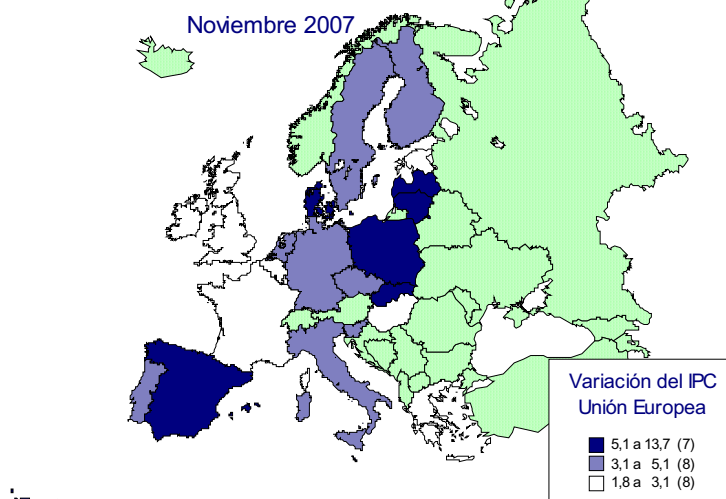 Noviembre 2007
Variación del IPC
Unión Europea
5,1 a 13,7 (7)
3,1 a 5,1 (8)
1,8 a 3,1 (8)